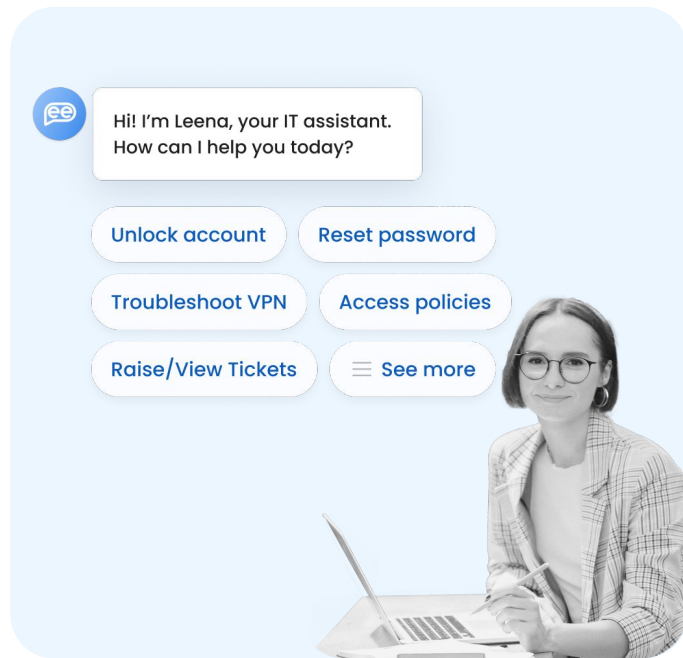 ee
Hi! I’m Leena, your IT assistant.
How can I help you today?
Unlock account
Reset password
Troubleshoot VPN
Access policies
Raise/View Tickets
See more